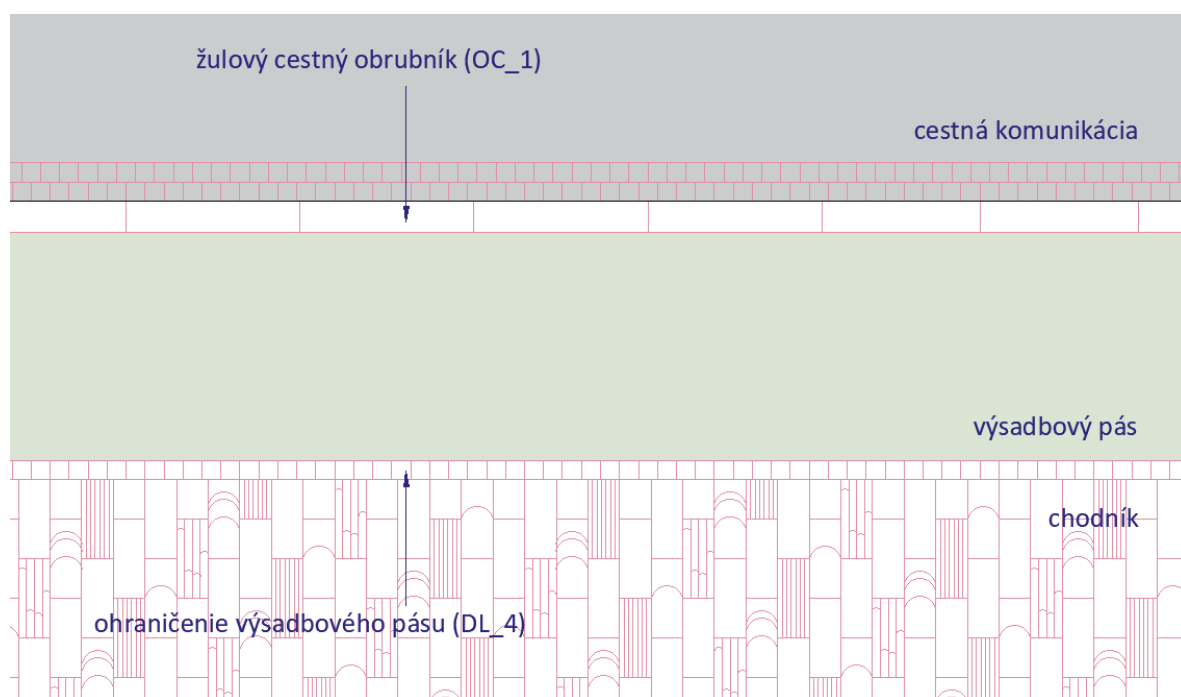 žulový cestný obrubník (OC_1)
cestná komunikácia
výsadbový pás
chodník
ohraničenie výsadbového pásu (DL_4)